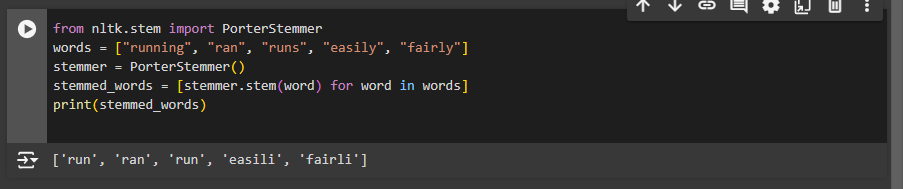 from nltk.stem import PorterStemmer
words = ["running", "ran", "runs", "easily", "fairly"]
stemmer = PorterStemmer()
stemmed_words = [stemmer.stem(word) for word in words]
print(stemmed_words)
['run', 'ran', 'run', 'easili', 'fairli']